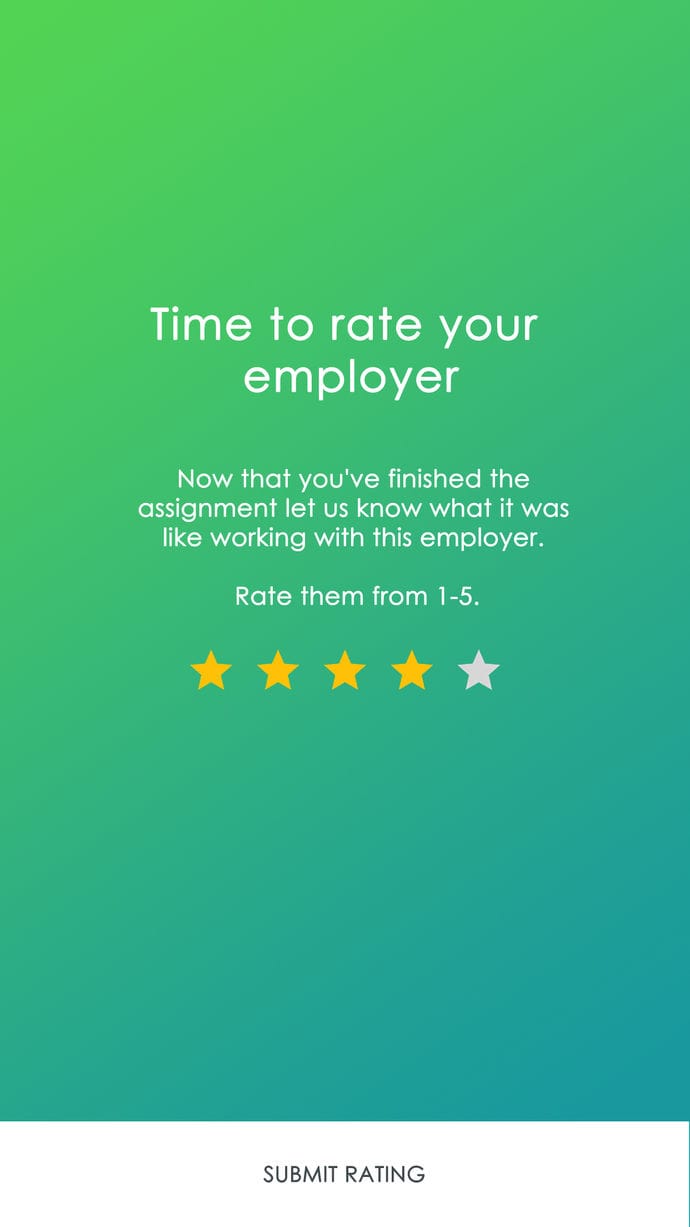 Time to rate your
employer
Now that you've finished the
assignment let us know what it was
like working with this employer.
Rate them from 1-5.
SUBMIT RATING